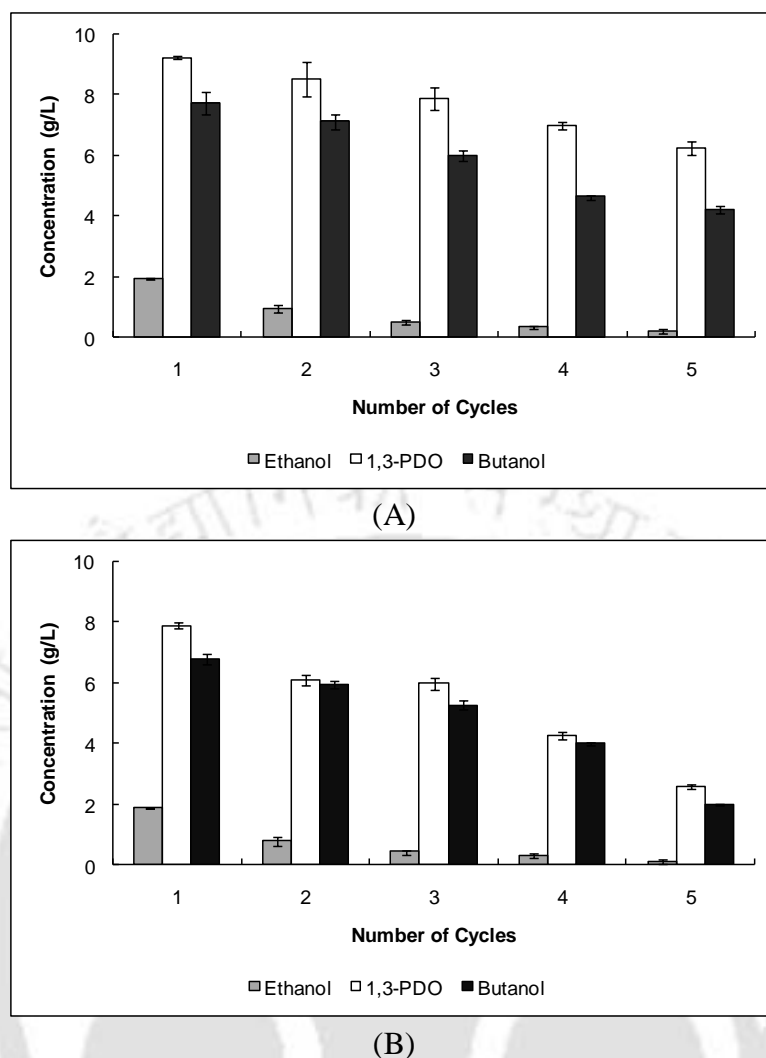 10
8
6
4
2
0
Concentration (g/L)
1 2 3 4 5
Number of Cycles
Ethanol 1,3-PDO Butanol
(A)
10
8
6
4
2
0
Concentration (g/L)
1 2 3 4 5
Number of Cycles
Ethanol 1,3-PDO Butanol
(B)